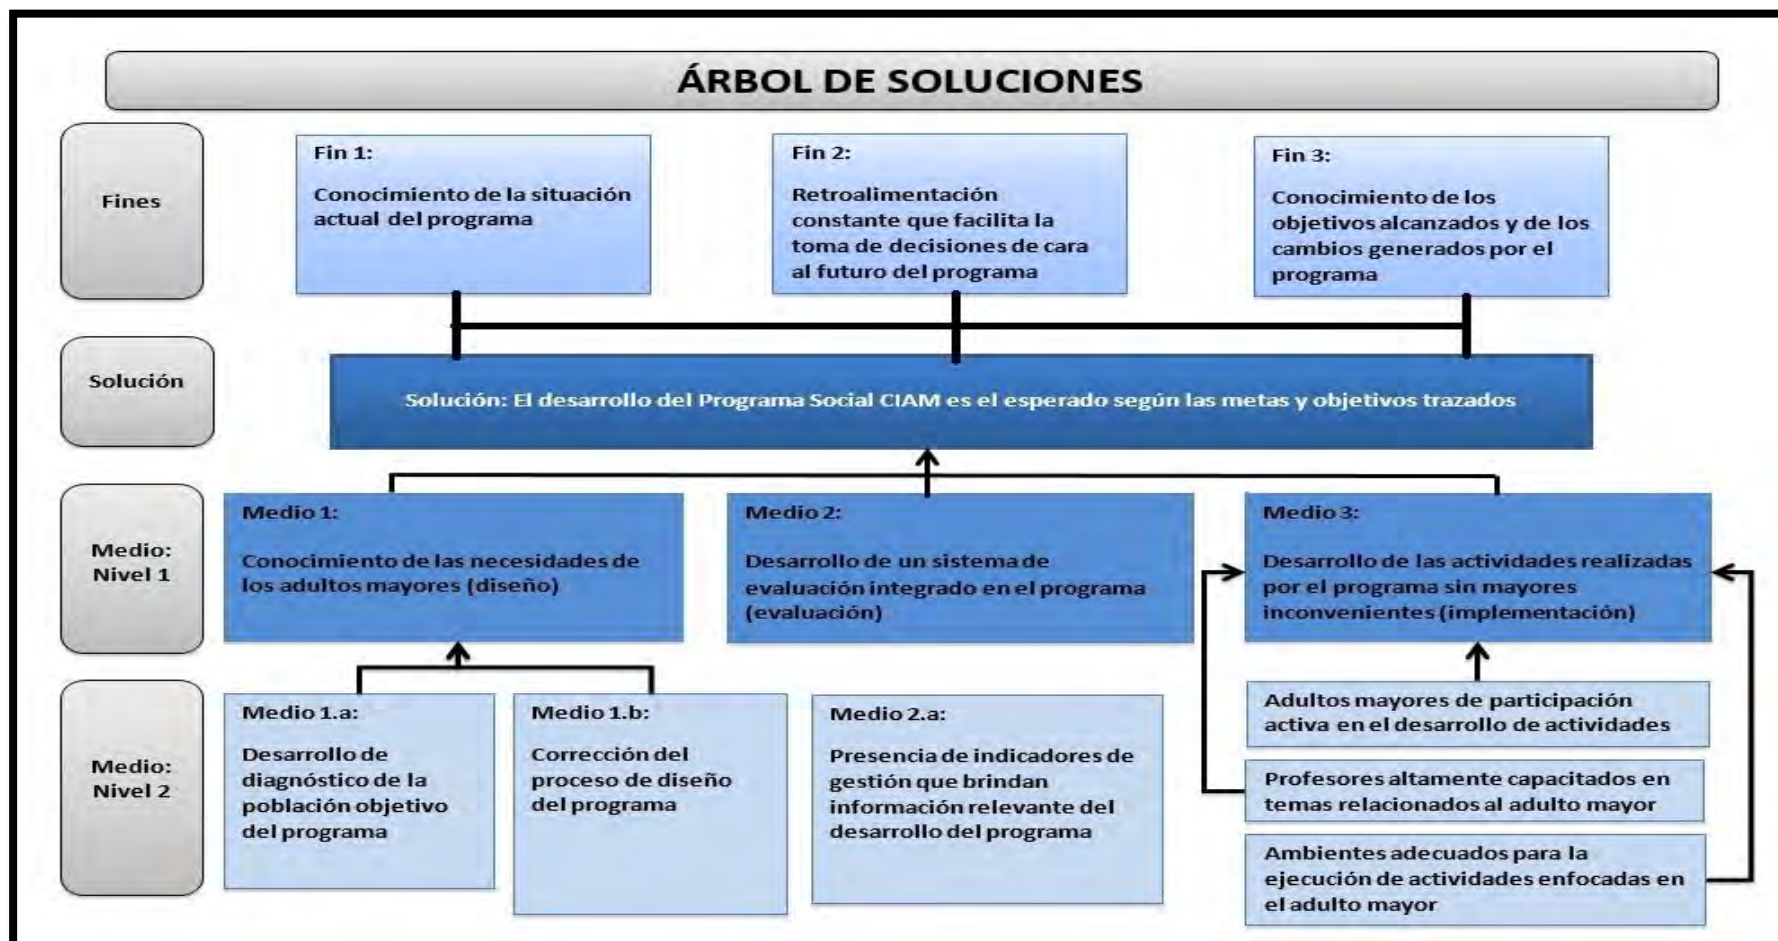 ÁRBOL DE SOLUCIONES
Fines
Fin 1:
Conocimiento de la situación
actual del programa
Fin 2:
Retroalimentación
constante que facilita la
toma de decisiones de cara
al futuro del programa
Fin 3:
Conocimiento de los
objetivos alcanzados y de los
cambios generados por el
programa
Solución
Solución: El desarrollo del Programa Social CIAM es el esperado según las metas y objetivos trazados
Medio:
Nivel 1
Medio 1:
Conocimiento de las necesidades de
los adultos mayores (diseño)
Medio 2:
Desarrollo de un sistema de
evaluación integrado en el programa
(evaluación)
Medio 3:
Desarrollo de las actividades realizadas
por el programa sin mayores
inconvenientes (implementación)
Medio:
Nivel 2
Medio 1.a:
Desarrollo de
diagnóstico de la
población objetivo
del programa
Medio 1.b:
Corrección del
proceso de diseño
del programa
Medio 2.a:
Presencia de indicadores de
gestión que brindan
información relevante del
desarrollo del programa
Adultos mayores de participación
activa en el desarrollo de actividades
Profesores altamente capacitados en
temas relacionados al adulto mayor
Ambientes adecuados para la
ejecución de actividades enfocadas en
el adulto mayor